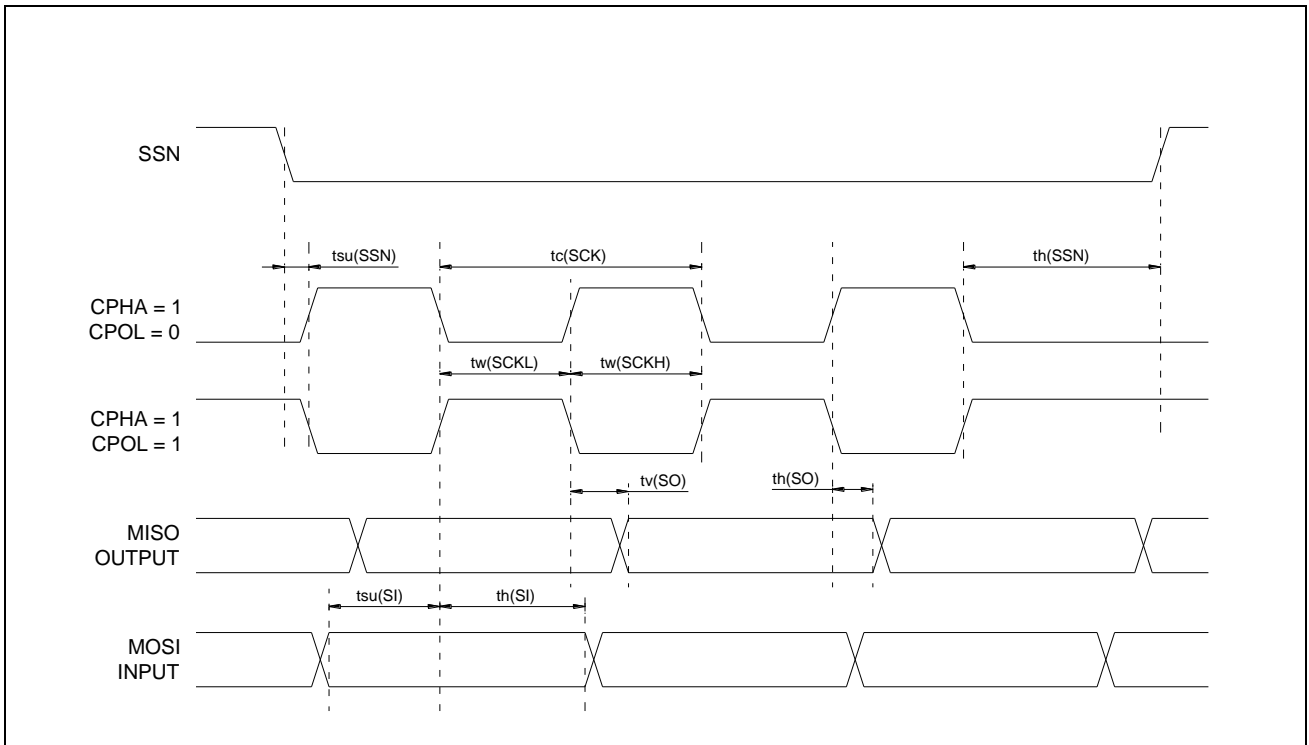 SSN
tsu(SSN)
tc(SCK)
th(SSN)
CPHA = 1
CPOL = 0
tw(SCKL)
tw(SCKH)
CPHA = 1
CPOL = 1
tv(SO)
th(SO)
MISO
OUTPUT
tsu(SI)
th(SI)
MOSI
INPUT